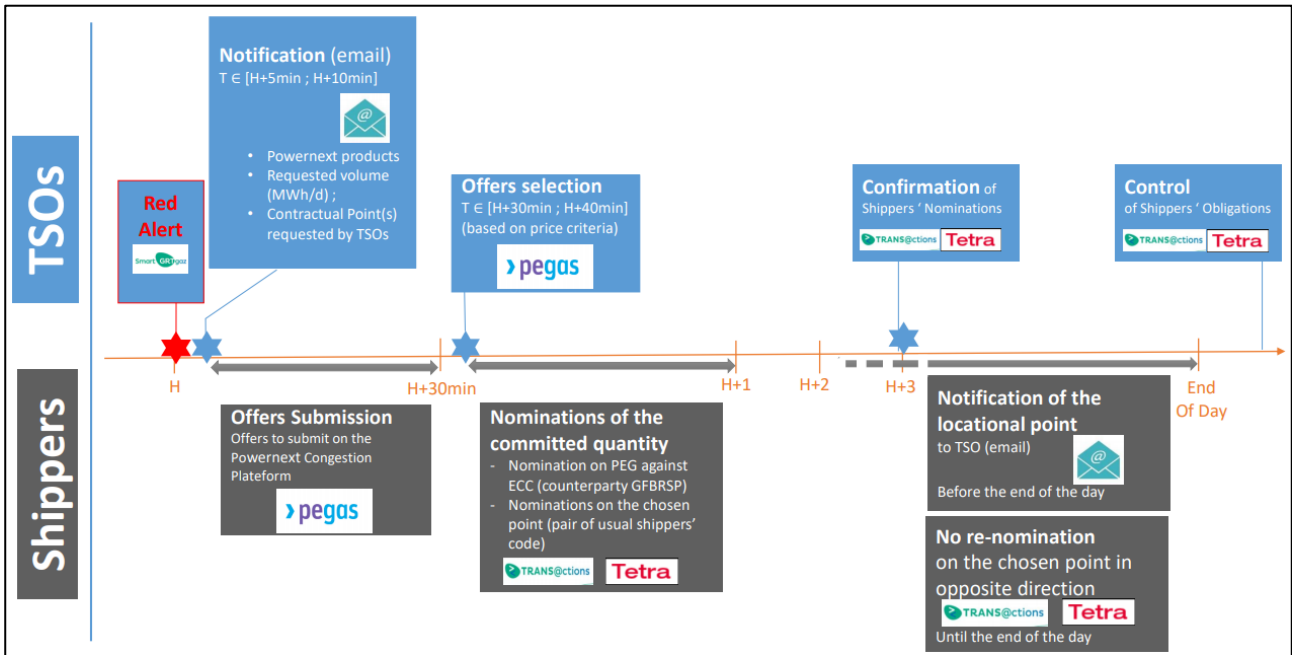 TSOs
Notification (email)
T ∈ [H+5min ; H+10min]
@
• Powernext products
• Requested volume
(MWh/d) ;
• Contractual Point(s)
requested by TSOs
Red
Alert
Smart GRTgaz
Offers selection
T ∈ [H+30min ; H+40min]
(based on price criteria)
pegas
Confirmation of
Shippers ‘ Nominations
TRANS@ctions Tetra
Control
of Shippers ‘ Obligations
TRANS@ctions Tetra
H
H+30min
H+1
H+2
H+3
End
Of Day
Shippers
Offers Submission
Offers to submit on the
Powernext Congestion
Plateform
pegas
Nominations of the
committed quantity
- Nomination on PEG against
ECC (counterparty GFBRSP)
- Nominations on the chosen
point (pair of usual shippers’
code)
TRANS@ctions Tetra
Notification of the
locational point
to TSO (email)
@
Before the end of the day
No re-nomination
on the chosen point in
opposite direction
TRANS@ctions Tetra
Until the end of the day